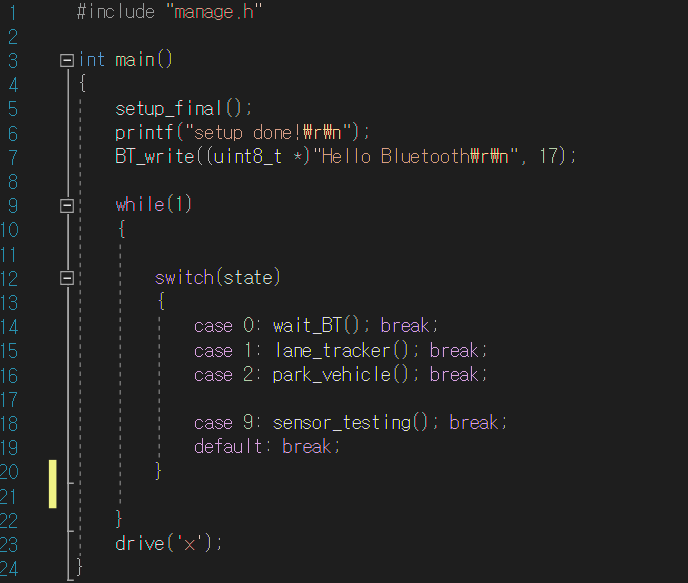 1 #include "manage.h"
2
3 int main()
4 {
5 setup_final();
6 printf("setup done!₩r₩n");
7 BT_write((uint8_t *)"Hello Bluetooth₩r₩n", 17);
8
9 while(1)
10 {
11
12 switch(state)
13 {
14 case 0: wait_BT(); break;
15 case 1: lane_tracker(); break;
16 case 2: park_vehicle(); break;
17
18 case 9: sensor_testing(); break;
19 default: break;
20 }
21
22 }
23 drive('x');
24 }